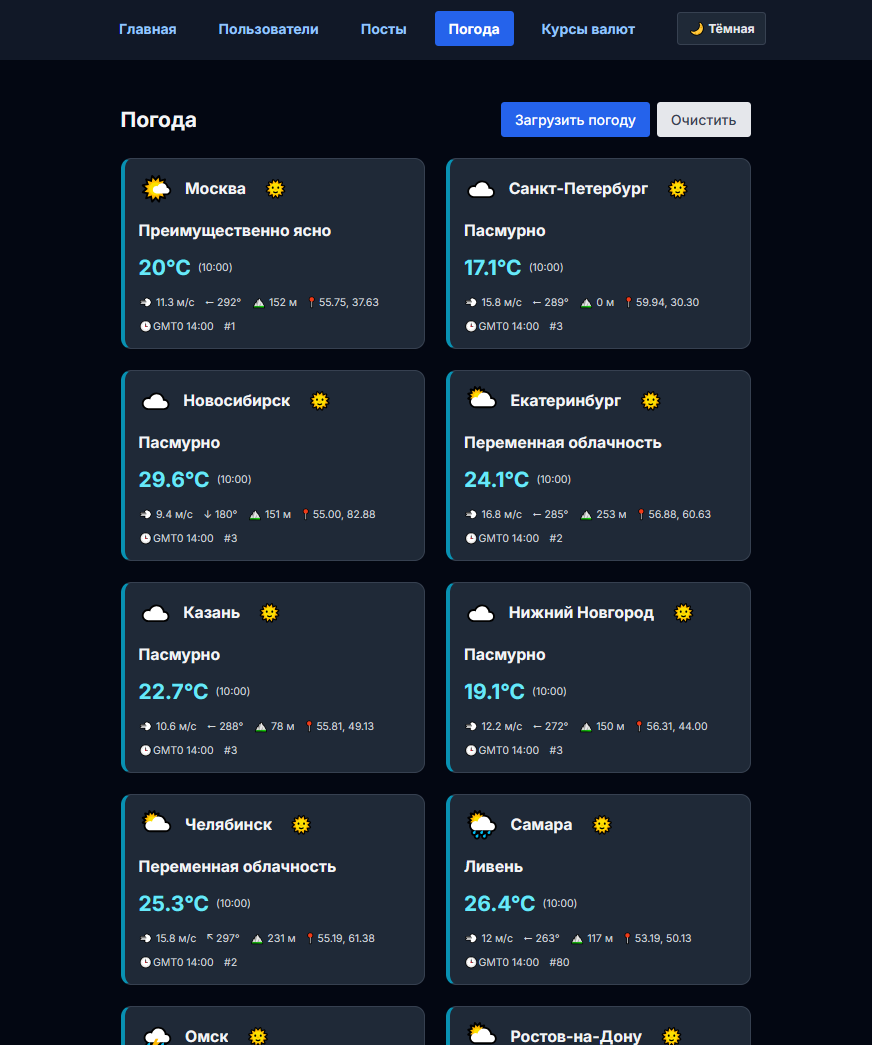 Главная Пользователи Посты Погода Курсы валют 🌙 Тёмная
Погода Загрузить погоду Очистить
Москва
Преимущественно ясно
20°C (10:00)
11.3 м/с ← 292° 152 м 55.75, 37.63
GMT0 14:00 #1
Санкт-Петербург
Пасмурно
17.1°C (10:00)
15.8 м/с ← 289° 0 м 59.94, 30.30
GMT0 14:00 #3
Новосибирск
Пасмурно
29.6°C (10:00)
9.4 м/с ↓ 180° 151 м 55.00, 82.88
GMT0 14:00 #3
Екатеринбург
Переменная облачность
24.1°C (10:00)
16.8 м/с ← 285° 253 м 56.88, 60.63
GMT0 14:00 #2
Казань
Пасмурно
22.7°C (10:00)
10.6 м/с ← 288° 78 м 55.81, 49.13
GMT0 14:00 #3
Нижний Новгород
Пасмурно
19.1°C (10:00)
12.2 м/с ← 272° 150 м 56.31, 44.00
GMT0 14:00 #3
Челябинск
Переменная облачность
25.3°C (10:00)
15.8 м/с ↖ 297° 231 м 55.19, 61.38
GMT0 14:00 #2
Самара
Ливень
26.4°C (10:00)
12 м/с ← 263° 117 м 53.19, 50.13
GMT0 14:00 #80
Омск
Ростов-на-Дону